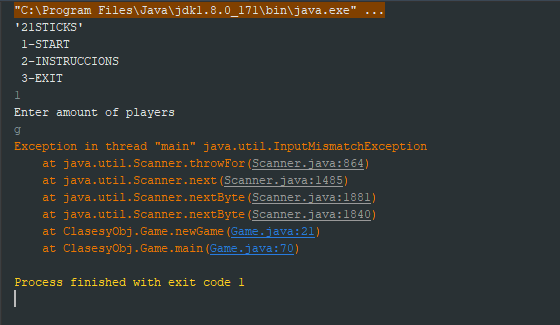 "C:\Program Files\Java\jdk1.8.0_171\bin\java.exe" ...
'21STICKS'
1-START
2-INSTRUCCIONS
3-EXIT
1
Enter amount of players
g
Exception in thread "main" java.util.InputMismatchException
at java.util.Scanner.throwFor(Scanner.java:864)
at java.util.Scanner.next(Scanner.java:1485)
at java.util.Scanner.nextByte(Scanner.java:1881)
at java.util.Scanner.nextByte(Scanner.java:1840)
at ClasesyObj.Game.newGame(Game.java:21)
at ClasesyObj.Game.main(Game.java:70)
Process finished with exit code 1